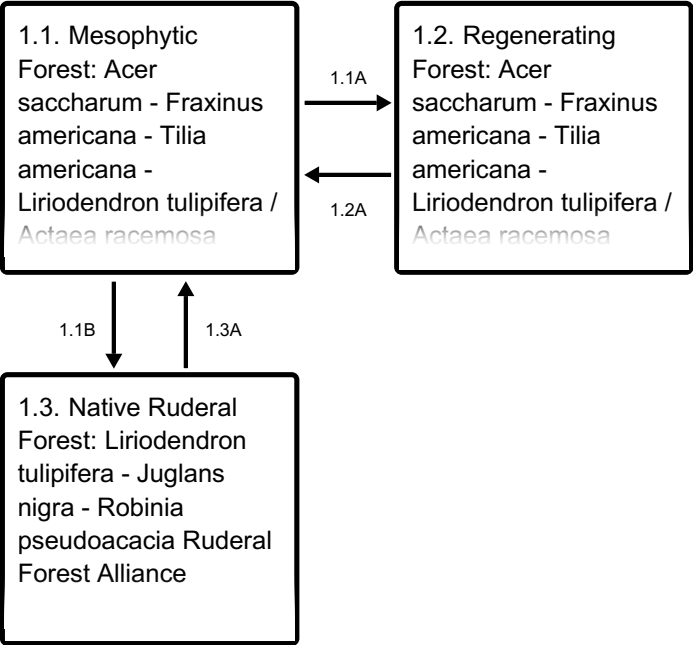 1.1. Mesophytic
Forest: Acer
saccharum - Fraxinus
americana - Tilia
americana -
Liriodendron tulipifera /
Actaea racemosa
1.1A
1.2A
1.2. Regenerating
Forest: Acer
saccharum - Fraxinus
americana - Tilia
americana -
Liriodendron tulipifera /
Actaea racemosa
1.1B
1.3A
1.3. Native Ruderal
Forest: Liriodendron
tulipifera - Juglans
nigra - Robinia
pseudoacacia Ruderal
Forest Alliance